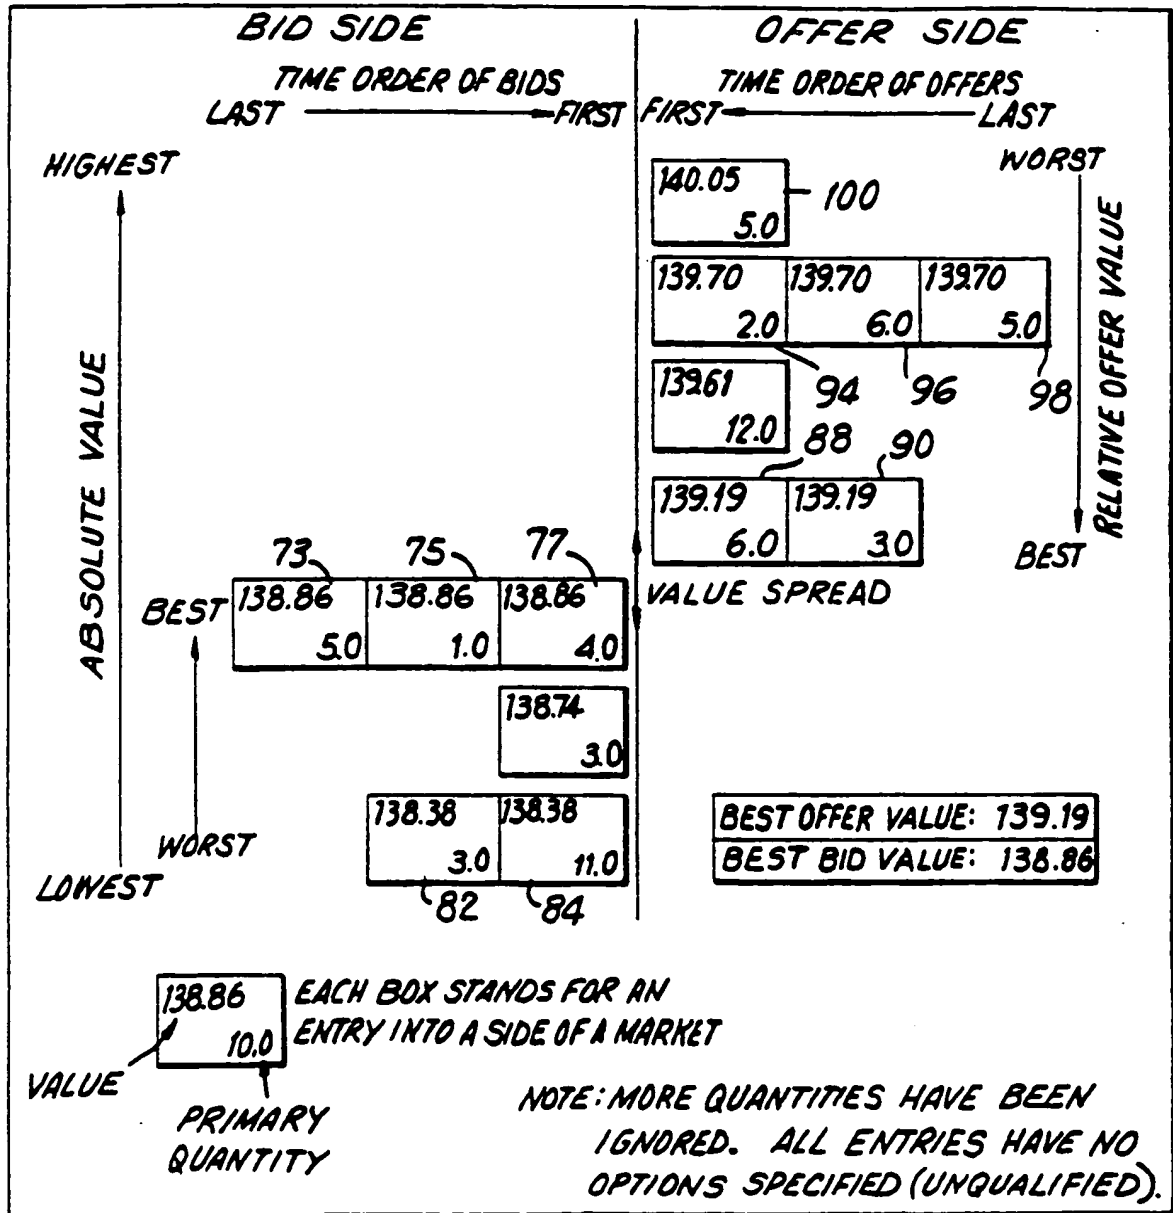 BID SIDE
OFFER SIDE
TIME ORDER OF BIDS
TIME ORDER OF OFFERS
LAST FIRST
FIRST LAST
HIGHEST
WORST
140.05
5.0
100
139.70 139.70 139.70
2.0 6.0 5.0
94 96 98
139.61
12.0
88 90
139.19 139.19
6.0 3.0
RELATIVE OFFER VALUE
BEST
ABSOLUTE VALUE
73 75 77
VALUE SPREAD
BEST
138.86 138.86 138.86
5.0 1.0 4.0
138.74
3.0
138.38 138.38
3.0 11.0
82 84
WORST
LOWEST
BEST OFFER VALUE: 139.19
BEST BID VALUE: 138.86
138.86
10.0
EACH BOX STANDS FOR AN
ENTRY INTO A SIDE OF A MARKET
VALUE
PRIMARY
QUANTITY
NOTE: MORE QUANTITIES HAVE BEEN
IGNORED. ALL ENTRIES HAVE NO
OPTIONS SPECIFIED (UNQUALIFIED).